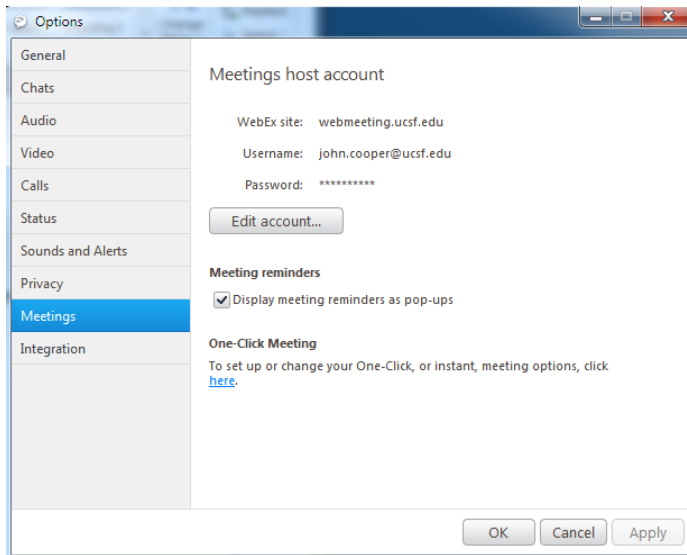 Options
General
Chats
Audio
Video
Calls
Status
Sounds and Alerts
Privacy
Meetings
Integration
Meetings host account
WebEx site: webmeeting.ucsf.edu
Username: john.cooper@ucsf.edu
Password: **********
Edit account...
Meeting reminders
Display meeting reminders as pop-ups
One-Click Meeting
To set up or change your One-Click, or instant, meeting options, click
here.
OK Cancel Apply